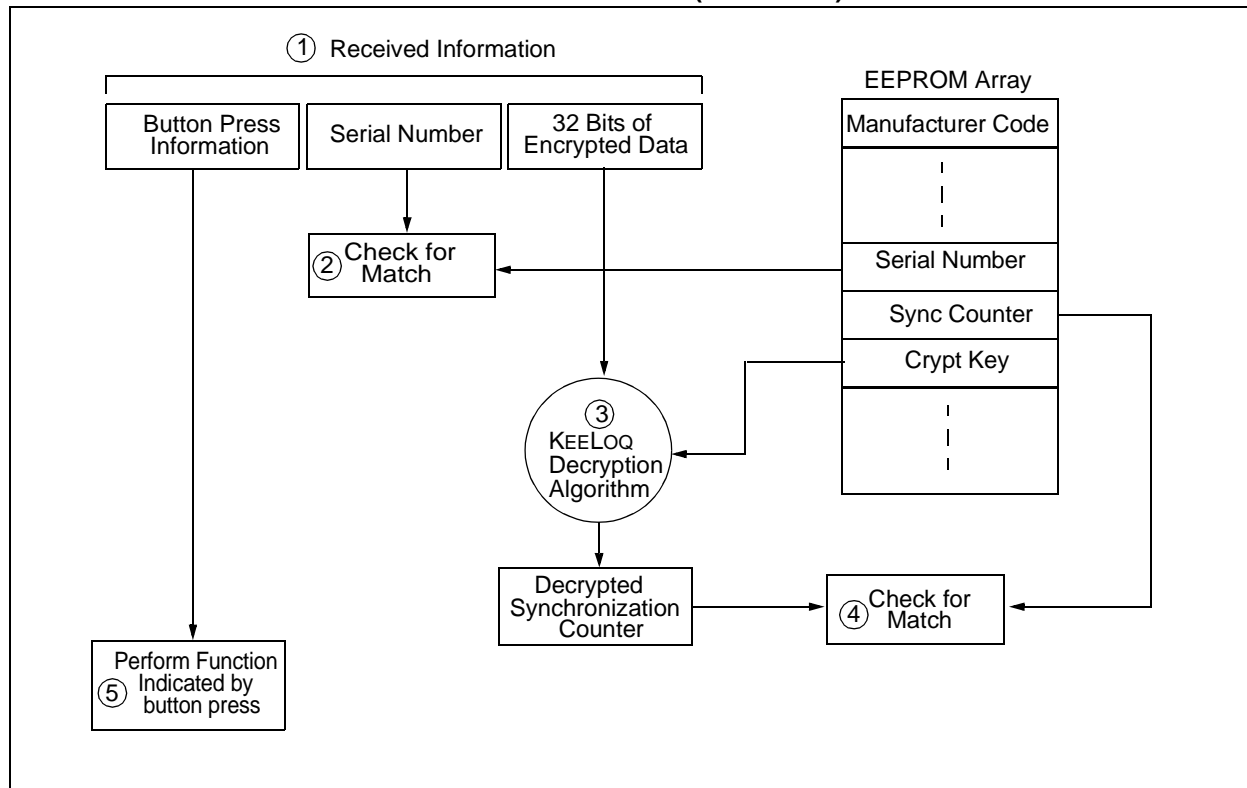 ① Received Information
EEPROM Array
Button Press
Information
Serial Number
32 Bits of
Encrypted Data
Manufacturer Code
② Check for
Match
Serial Number
Sync Counter
Crypt Key
③
KEELOQ
Decryption
Algorithm
Decrypted
Synchronization
Counter
④ Check for
Match
Perform Function
⑤ Indicated by
button press